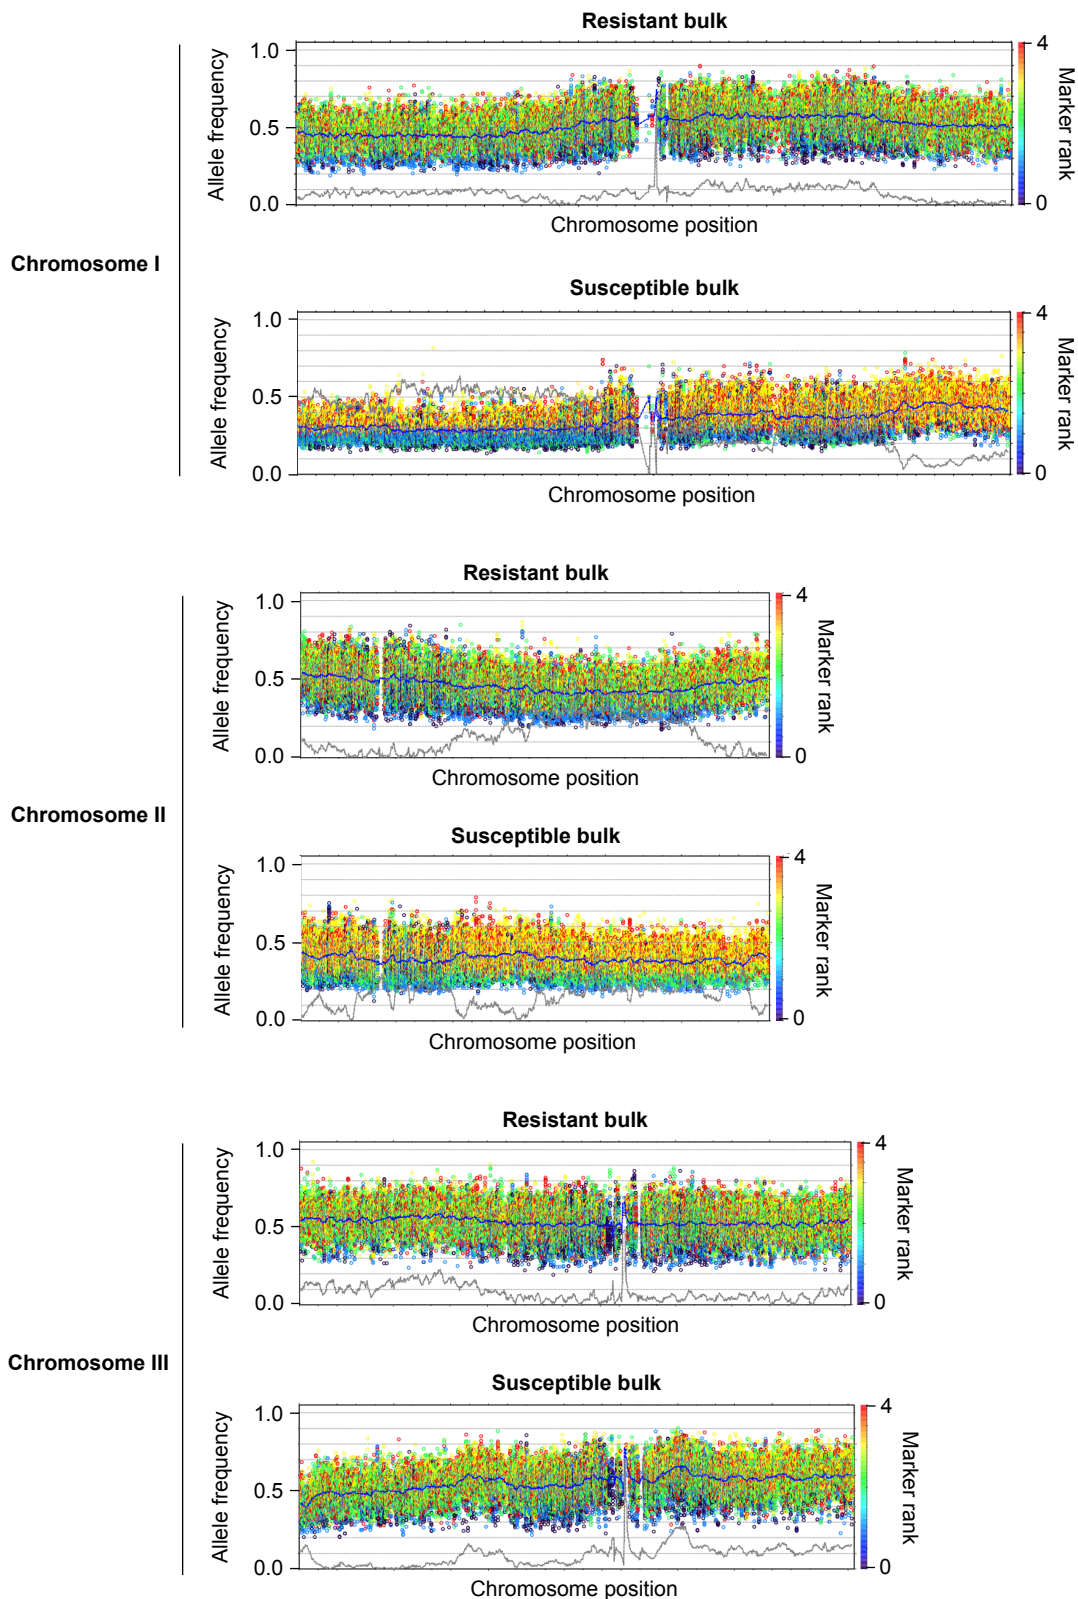 Resistant bulk
1.0
0.5
0.0
Allele frequency
Chromosome position
4
0
Marker rank
Chromosome I
Susceptible bulk
1.0
0.5
0.0
Allele frequency
Chromosome position
4
0
Marker rank
Resistant bulk
1.0
0.5
0.0
Allele frequency
Chromosome position
4
0
Marker rank
Chromosome II
Susceptible bulk
1.0
0.5
0.0
Allele frequency
Chromosome position
4
0
Marker rank
Resistant bulk
1.0
0.5
0.0
Allele frequency
Chromosome position
4
0
Marker rank
Chromosome III
Susceptible bulk
1.0
0.5
0.0
Allele frequency
Chromosome position
4
0
Marker rank